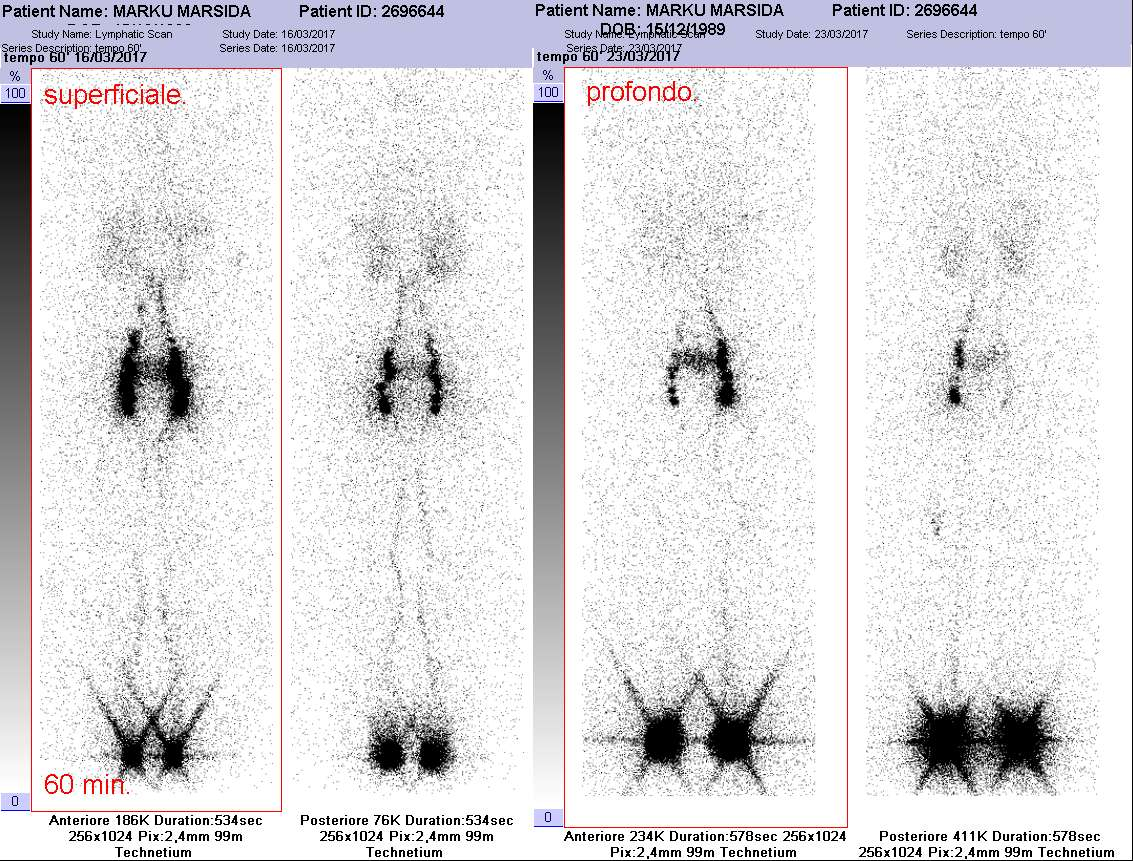 Patient Name: MARKU MARSIDA Patient ID: 2696644
Study Name: Lymphatic Scan Study Date: 16/03/2017
Series Description: tempo 60' Series Date: 16/03/2017
tempo 60' 16/03/2017
%
100
superficiale.
60 min.
0
Anteriore 186K Duration:534sec
256x1024 Pix:2,4mm 99m
Technetium
Posteriore 76K Duration:534sec
256x1024 Pix:2,4mm 99m
Technetium
Patient Name: MARKU MARSIDA Patient ID: 2696644
DOB: 15/12/1989
Study Name: Lymphatic Scan Study Date: 23/03/2017 Series Description: tempo 60'
Series Date: 23/03/2017
tempo 60' 23/03/2017
%
100
profondo.
0
Anteriore 234K Duration:578sec 256x1024
Pix:2,4mm 99m Technetium
Posteriore 411K Duration:578sec
256x1024 Pix:2,4mm 99m Technetium